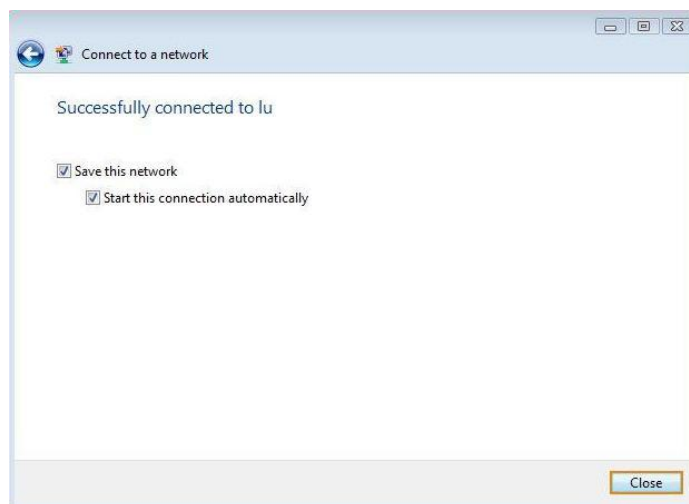 Connect to a network
Successfully connected to lu
Save this network
Start this connection automatically
Close